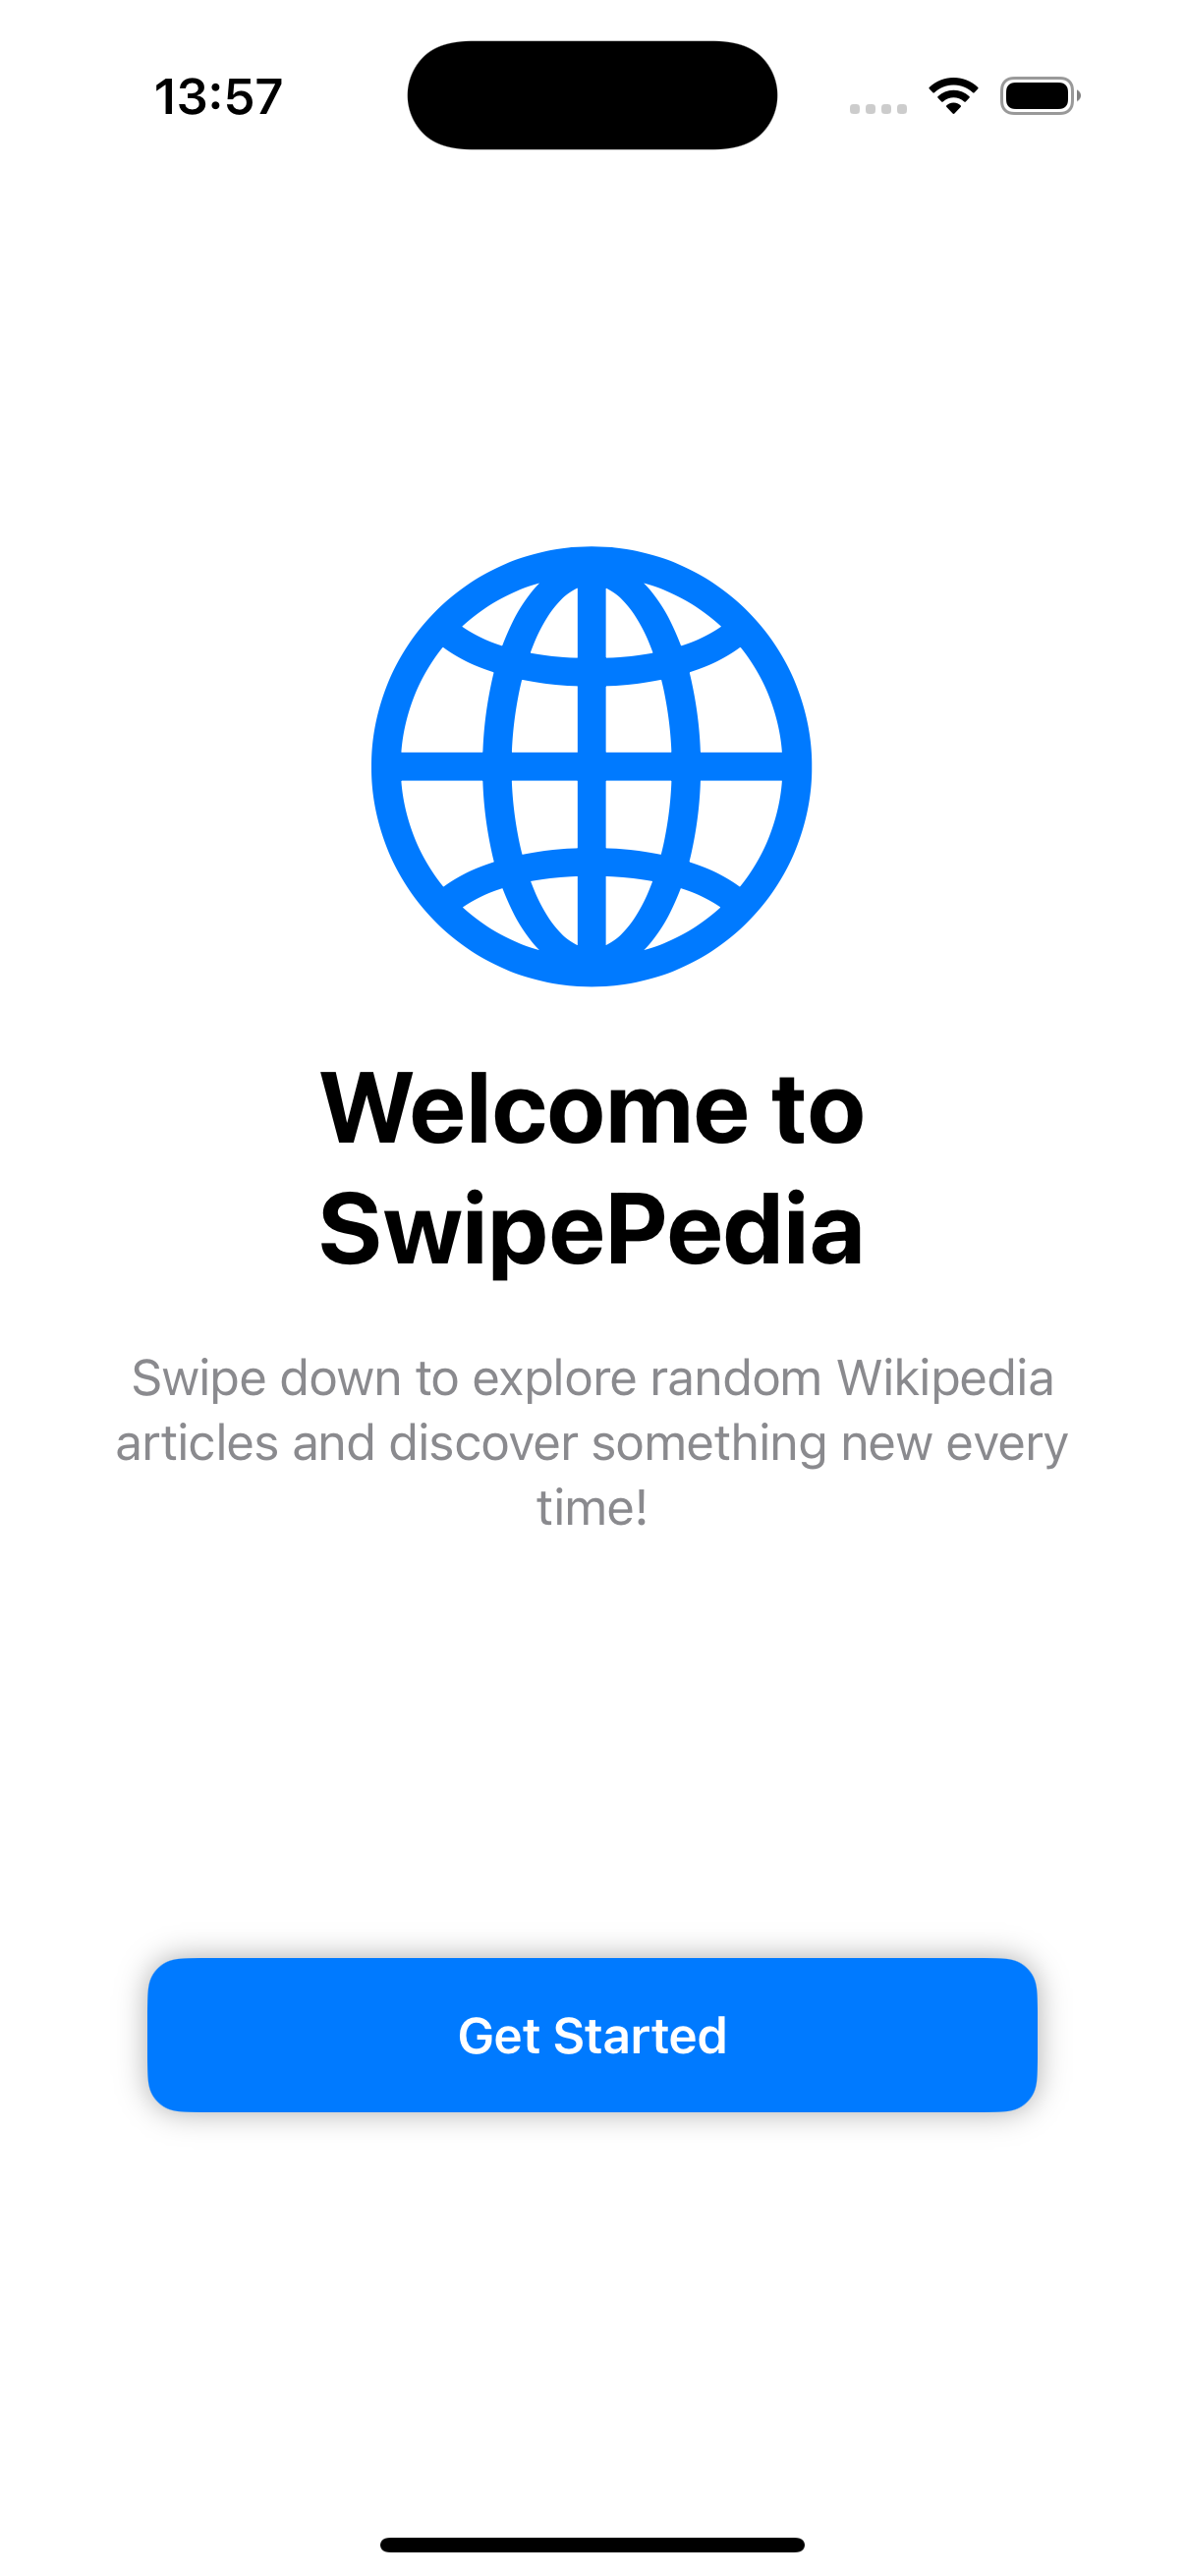 13:57
Welcome to
SwipePedia
Swipe down to explore random Wikipedia
articles and discover something new every
time!
Get Started